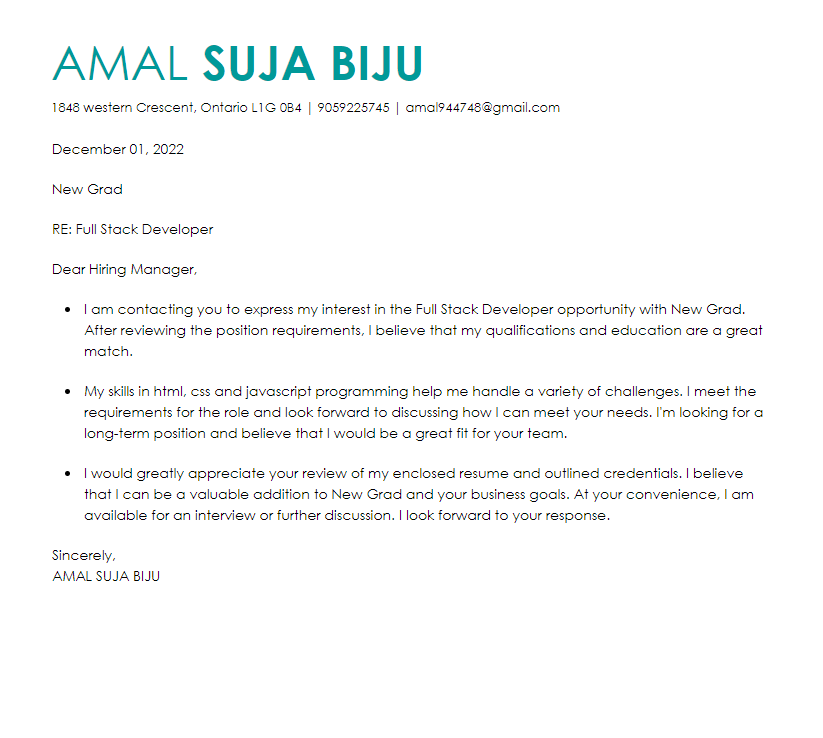 AMAL SUJA BIJU
1848 western Crescent, Ontario L1G 0B4 | 9059225745 | amal944748@gmail.com
December 01, 2022
New Grad
RE: Full Stack Developer
Dear Hiring Manager,
• I am contacting you to express my interest in the Full Stack Developer opportunity with New Grad.
After reviewing the position requirements, I believe that my qualifications and education are a great
match.
• My skills in html, css and javascript programming help me handle a variety of challenges. I meet the
requirements for the role and look forward to discussing how I can meet your needs. I'm looking for a
long-term position and believe that I would be a great fit for your team.
• I would greatly appreciate your review of my enclosed resume and outlined credentials. I believe
that I can be a valuable addition to New Grad and your business goals. At your convenience, I am
available for an interview or further discussion. I look forward to your response.
Sincerely,
AMAL SUJA BIJU